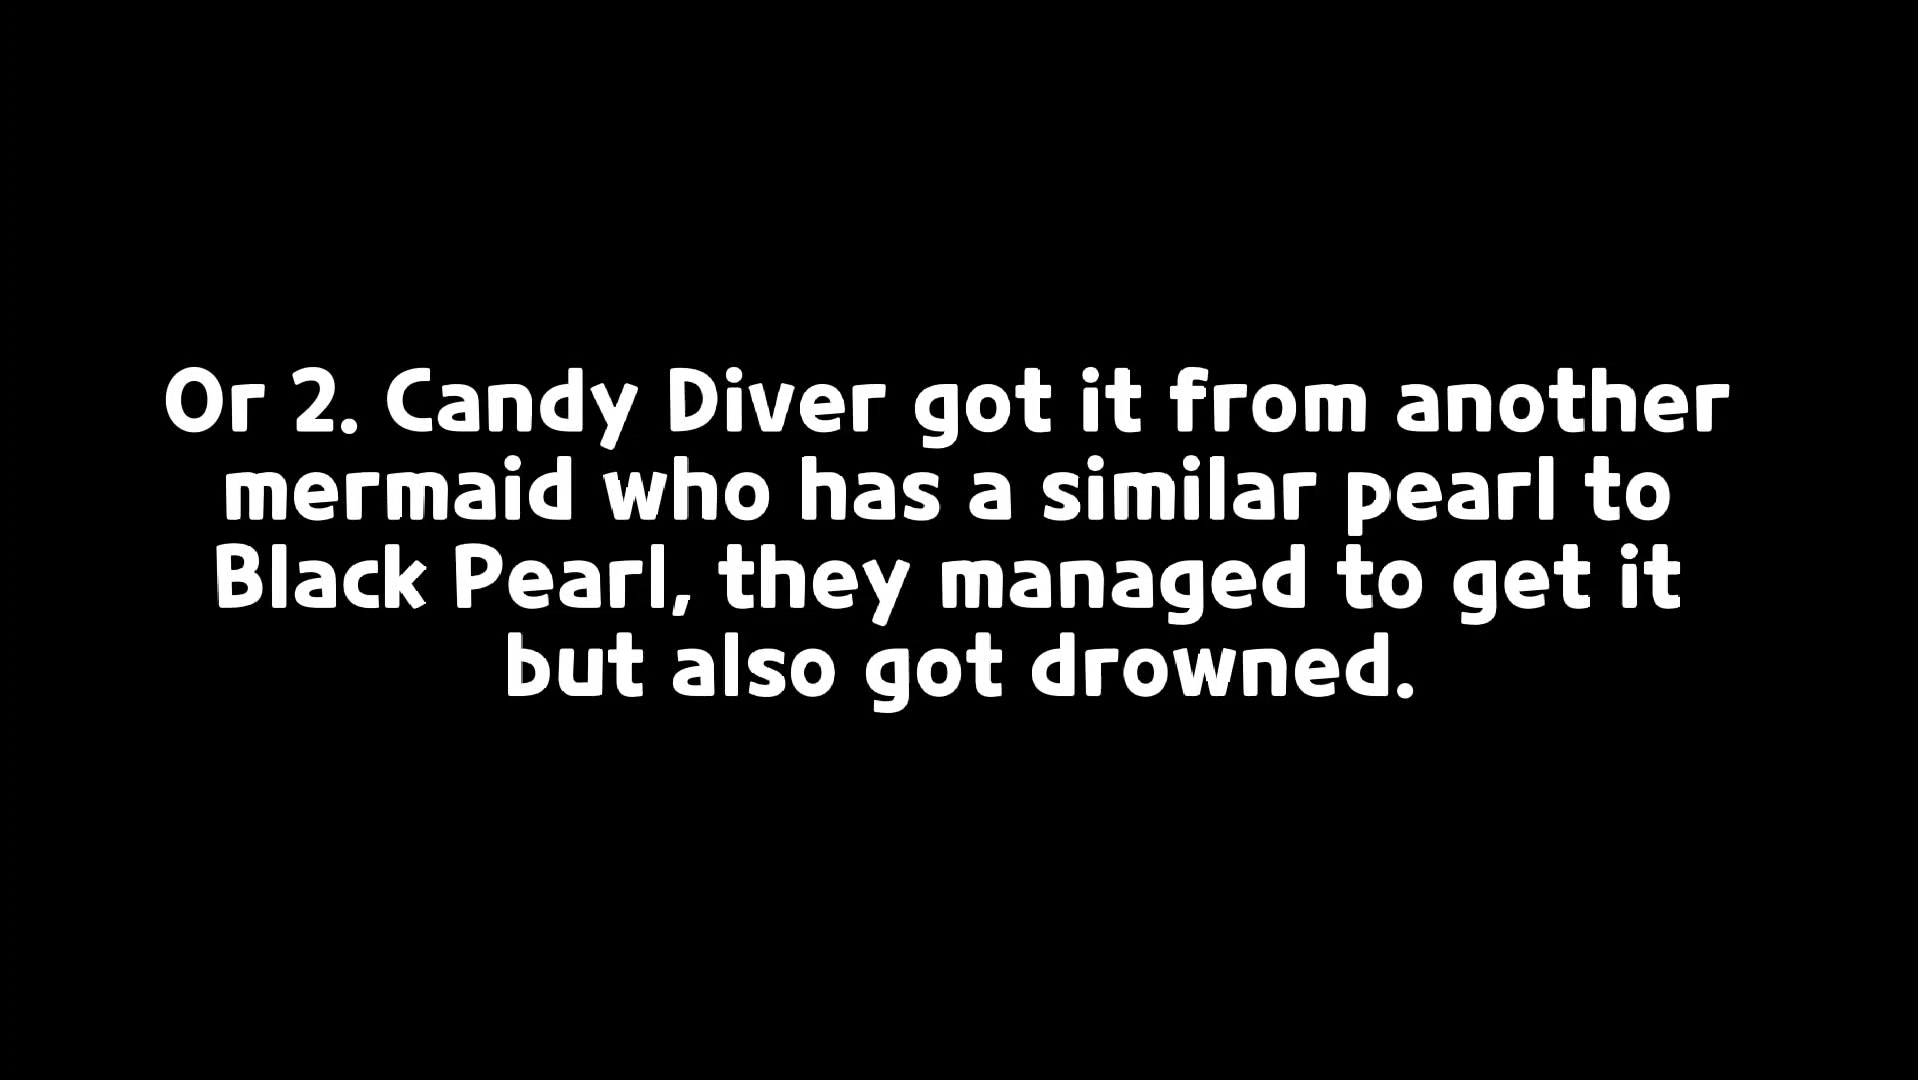 Or 2. Candy Diver got it from another
mermaid who has a similar pearl to
Black Pearl, they managed to get it
but also got drowned.